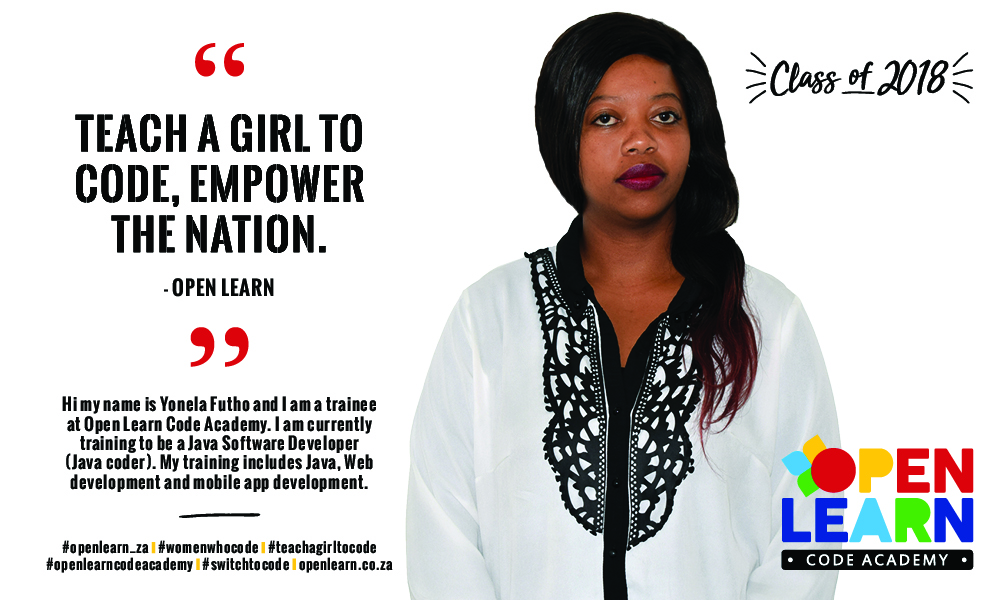 “
TEACH A GIRL TO
CODE, EMPOWER
THE NATION.
- OPEN LEARN
”
Hi my name is Yonela Futho and I am a trainee
at Open Learn Code Academy. I am currently
training to be a Java Software Developer
(Java coder). My training includes Java, Web
development and mobile app development.
#openlearn_za | #womenwhocode | #teachagirltocode
#openlearncodeacademy | #switchtocode | openlearn.co.za
Class of 2018
OPEN
LEARN
• CODE ACADEMY •